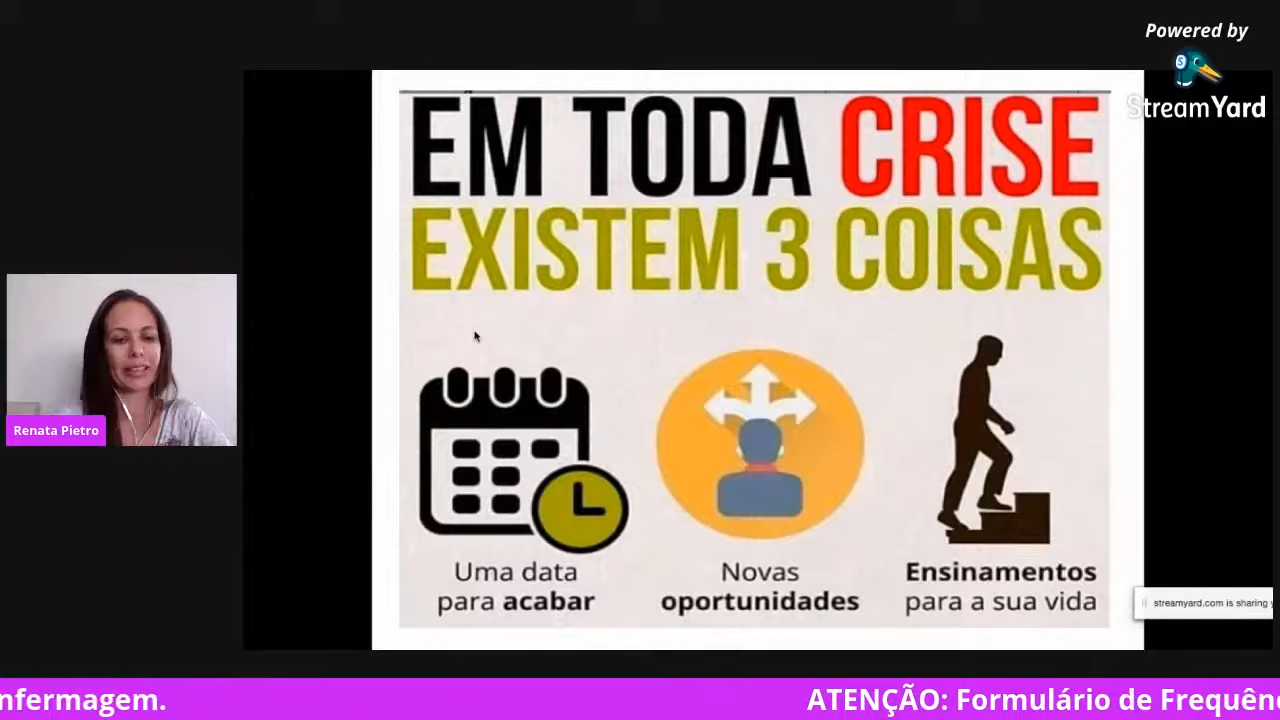 Powered by
StreamYard
EM TODA CRISE
EXISTEM 3 COISAS
Uma data
para acabar
Novas
oportunidades
Ensinamentos
para a sua vida
Renata Pietro
streamyard.com is sharing
nfermagem.
ATENÇÃO: Formulário de Frequên